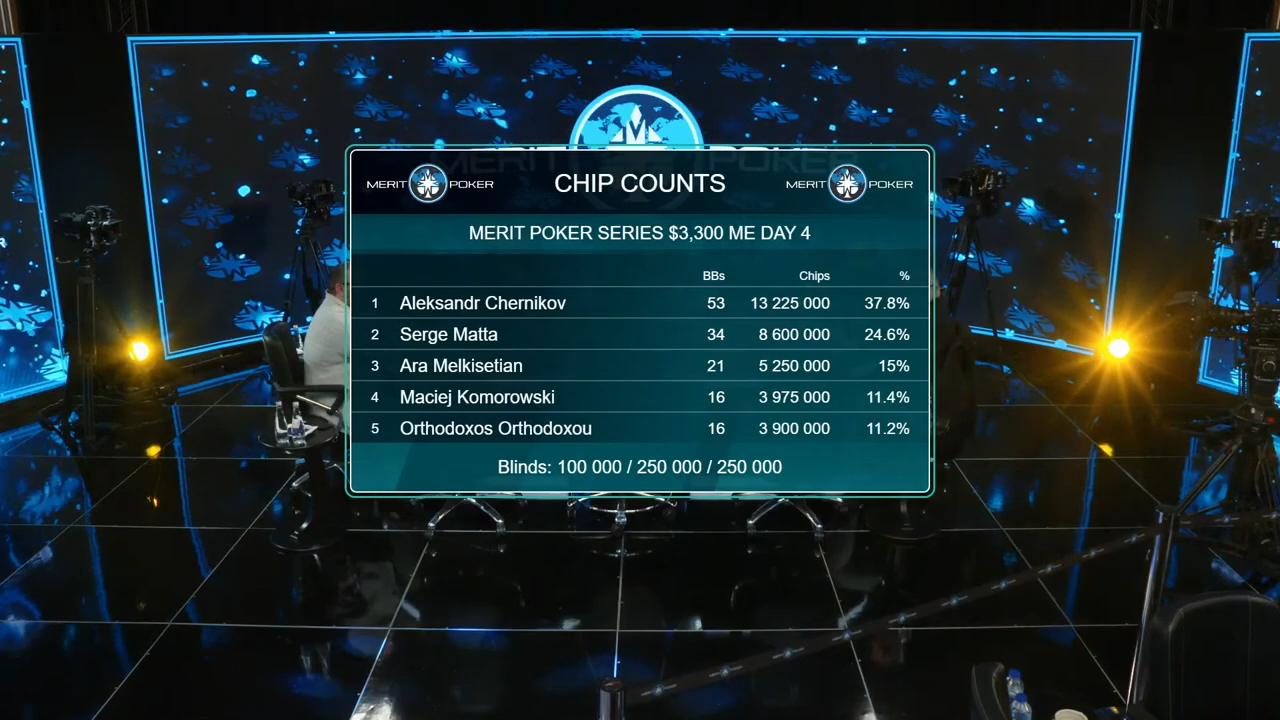 MERIT POKER
MERIT POKER CHIP COUNTS MERIT POKER
MERIT POKER SERIES $3,300 ME DAY 4
BBs Chips %
1 Aleksandr Chernikov 53 13 225 000 37.8%
2 Serge Matta 34 8 600 000 24.6%
3 Ara Melkisetian 21 5 250 000 15%
4 Maciej Komorowski 16 3 975 000 11.4%
5 Orthodoxos Orthodoxou 16 3 900 000 11.2%
Blinds: 100 000 / 250 000 / 250 000